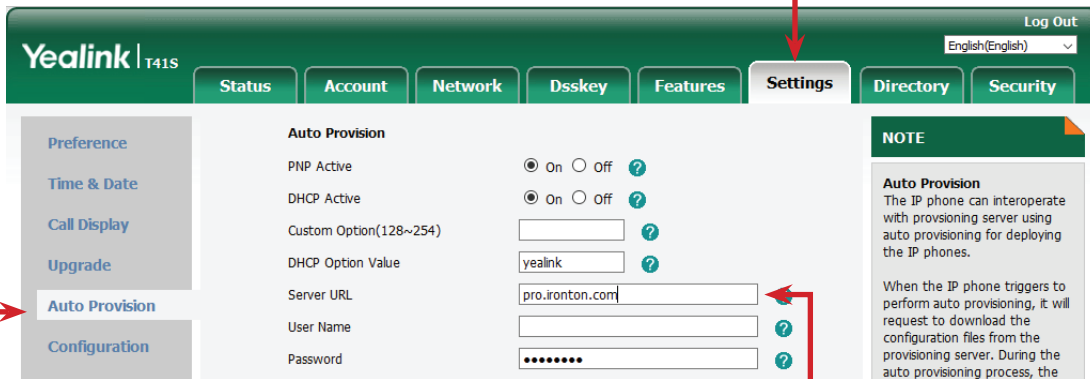 Log Out
Yealink T41S
English(English)
Status Account Network Dsskey Features Settings Directory Security
Preference
Time & Date
Call Display
Upgrade
Auto Provision
Configuration
Auto Provision
PNP Active On Off ?
DHCP Active On Off ?
Custom Option(128~254) ?
DHCP Option Value yealink ?
Server URL pro.ironton.com
User Name ?
Password •••••••• ?
NOTE
Auto Provision
The IP phone can interoperate
with provsioning server using
auto provisioning for deploying
the IP phones.
When the IP phone triggers to
perform auto provisioning, it will
request to download the
configuration files from the
provisioning server. During the
auto provisioning process, the